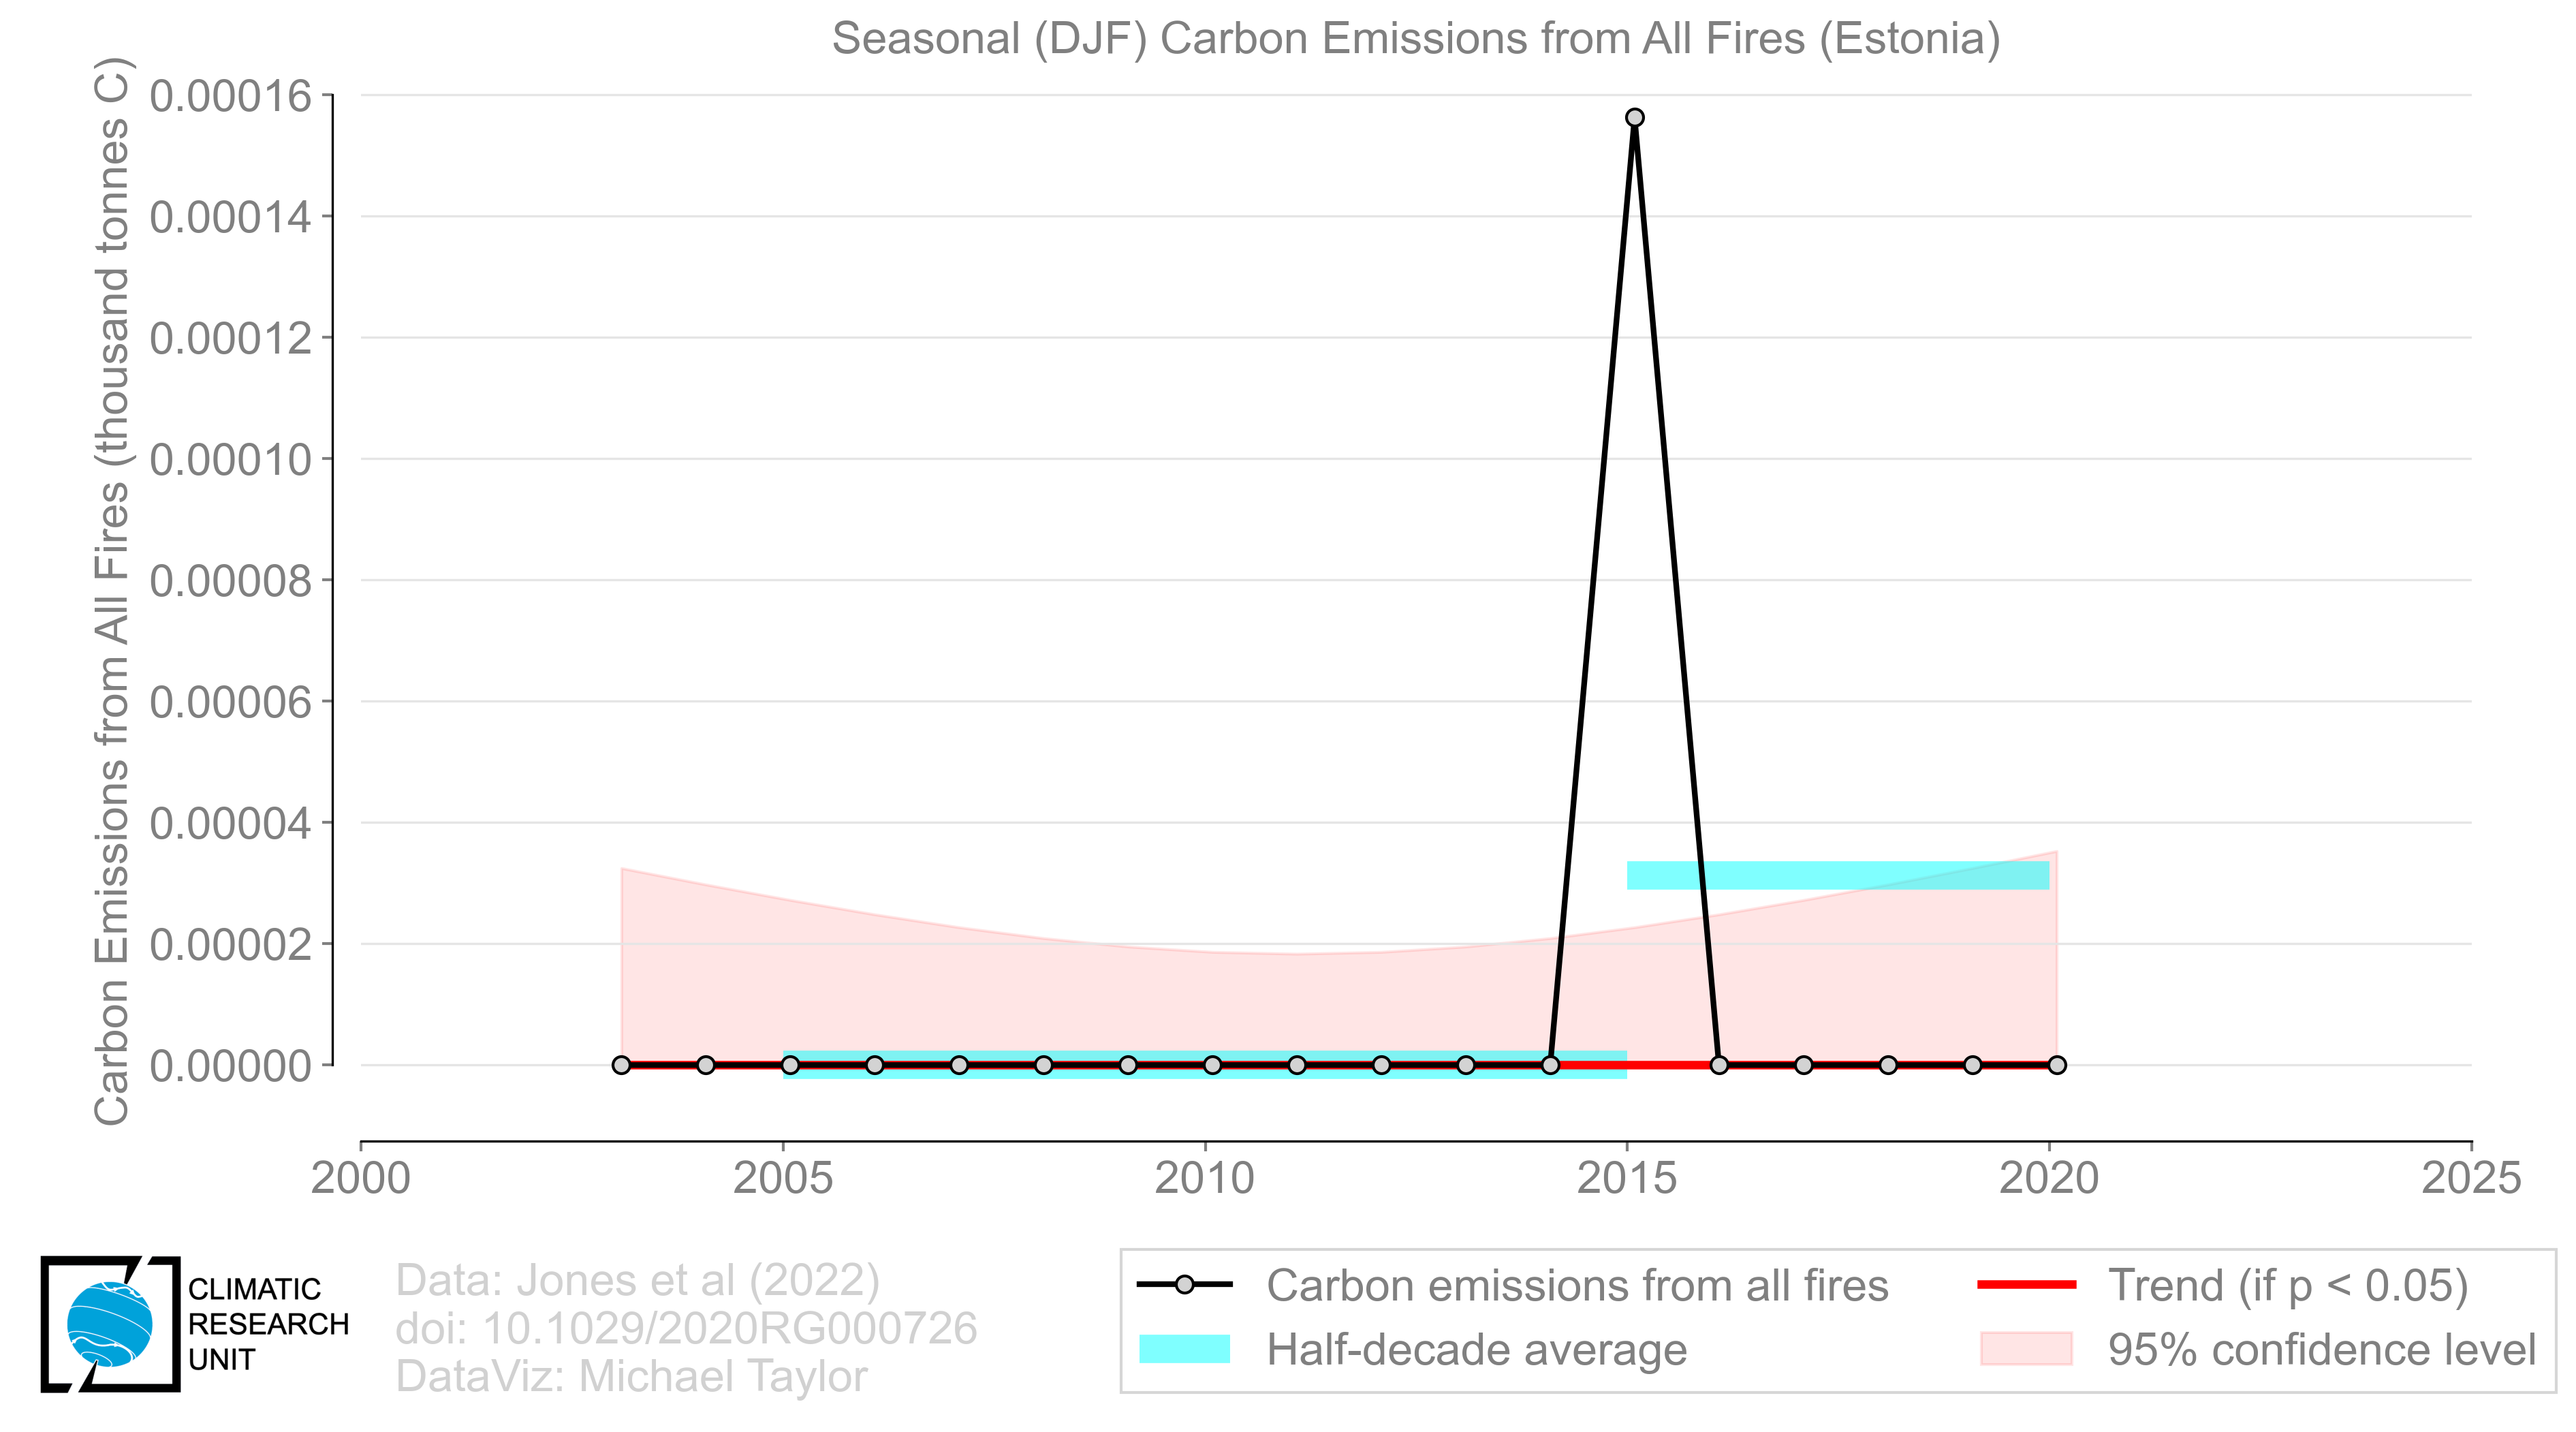 Seasonal (DJF) Carbon Emissions from All Fires (Estonia)
Carbon Emissions from All Fires (thousand tonnes C)
0.00016
0.00014
0.00012
0.00010
0.00008
0.00006
0.00004
0.00002
0.00000
2000 2005 2010 2015 2020 2025
CLIMATIC
RESEARCH
UNIT
Data: Jones et al (2022)
doi: 10.1029/2020RG000726
DataViz: Michael Taylor
Carbon emissions from all fires
Half-decade average
Trend (if p < 0.05)
95% confidence level